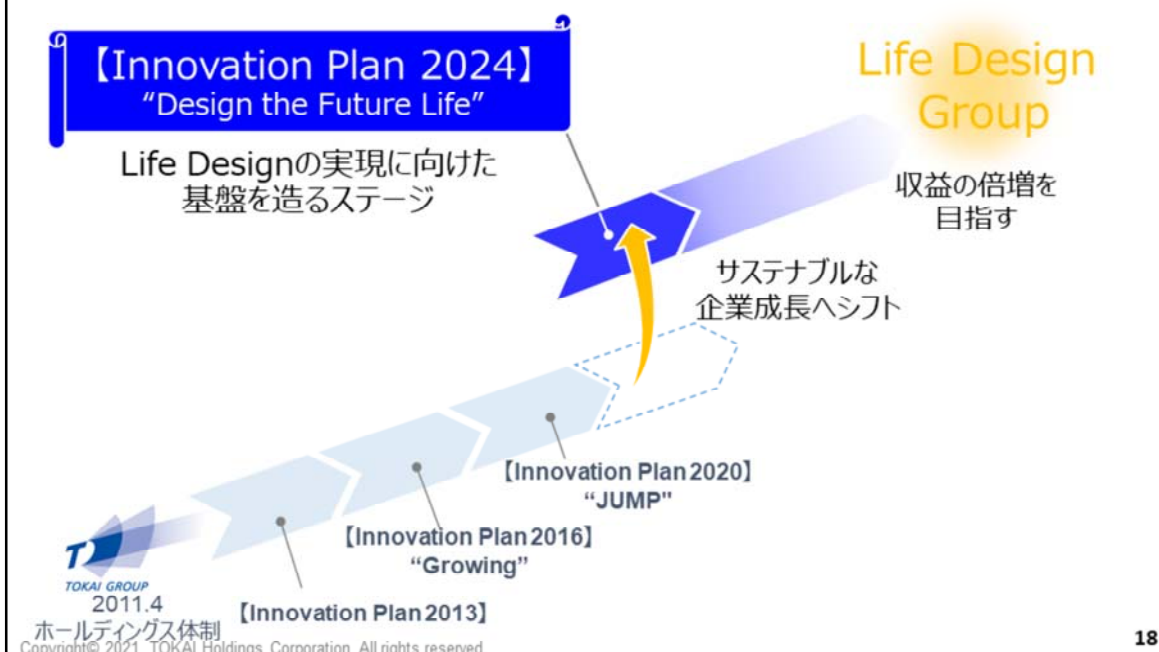 【Innovation Plan 2024】
“Design the Future Life”
Life Designの実現に向けた
基盤を造るステージ
Life Design
Group
収益の倍増を
目指す
サステナブルな
企業成長へシフト
【Innovation Plan 2020】
“JUMP"
【Innovation Plan 2016】
“Growing”
【Innovation Plan 2013】
TOKAI GROUP
2011.4
ホールディングス体制
Copyright© 2021 TOKAI Holdings Corporation. All rights reserved
18